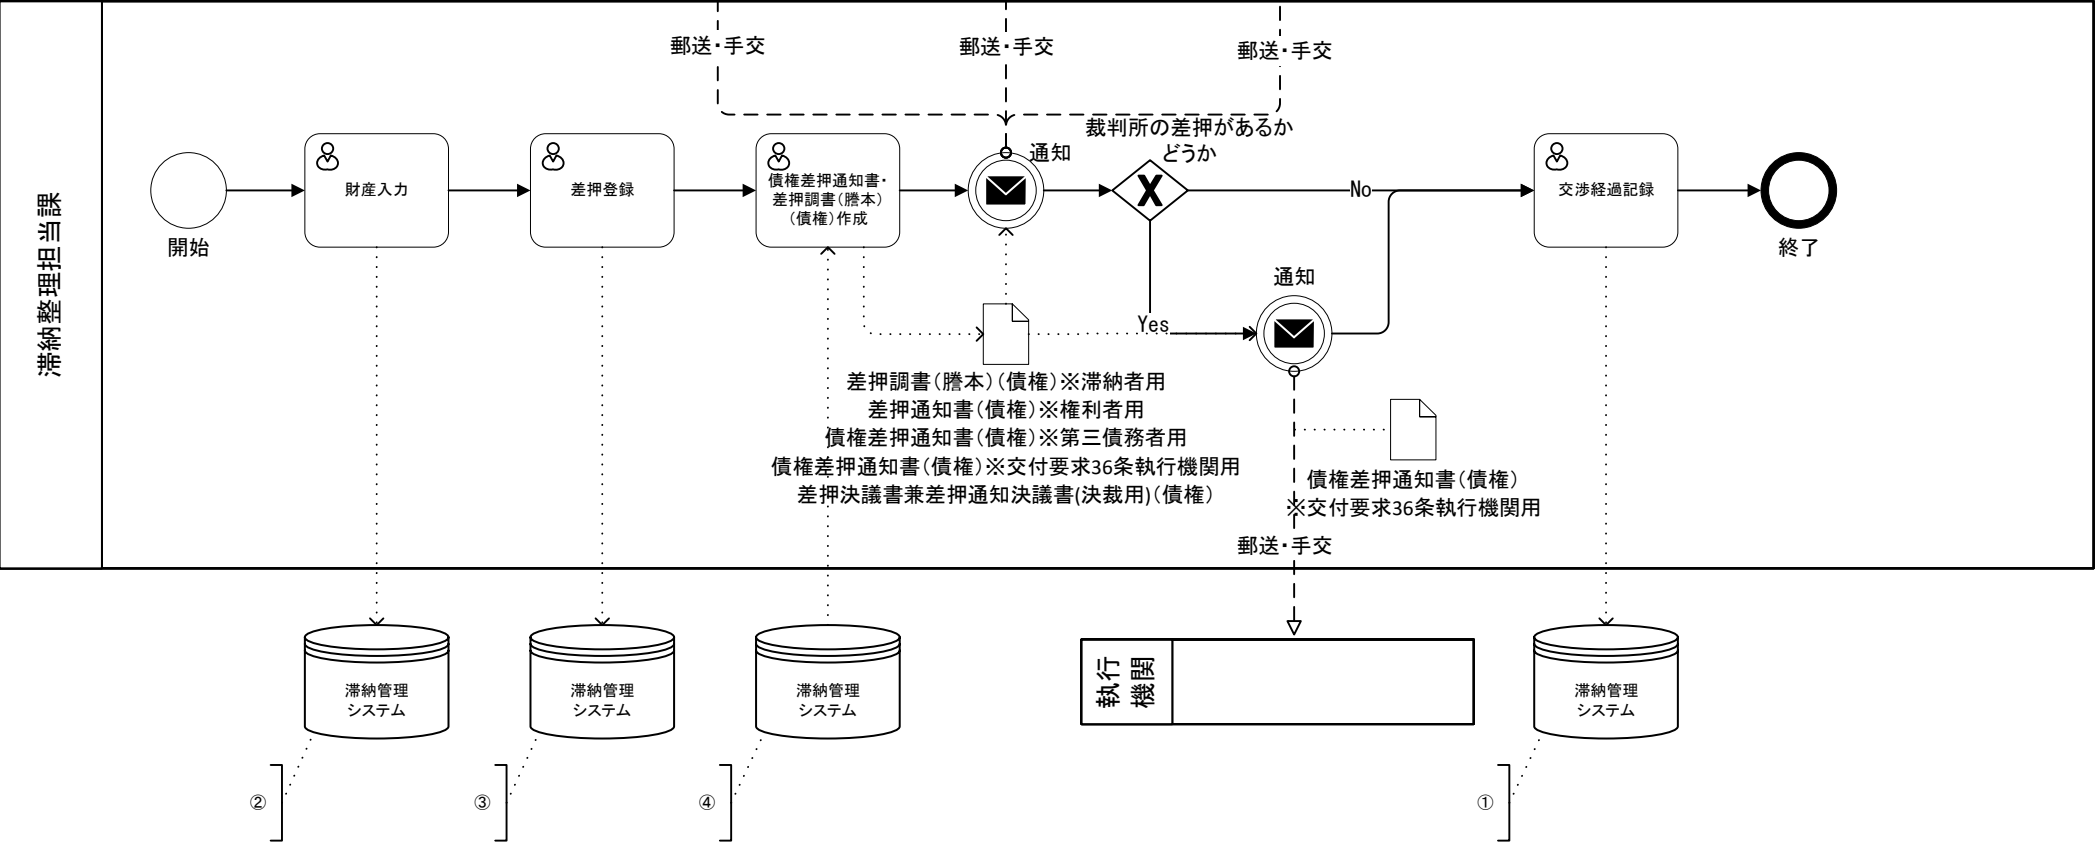 郵送・手交
郵送・手交
郵送・手交
滞納整理担当課
開始
財産入力
差押登録
債権差押通知書・
差押調書（謄本）
（債権）作成
通知
裁判所の差押があるか
どうか
No
Yes
通知
交渉経過記録
終了
差押調書（謄本）（債権）※滞納者用
差押通知書（債権）※権利者用
債権差押通知書（債権）※第三債務者用
債権差押通知書（債権）※交付要求36条執行機関用
差押決議書兼差押通知決議書(決裁用)（債権）
債権差押通知書（債権）
※交付要求36条執行機関用
郵送・手交
滞納管理
システム
滞納管理
システム
滞納管理
システム
執行
機関
滞納管理
システム
②
③
④
①